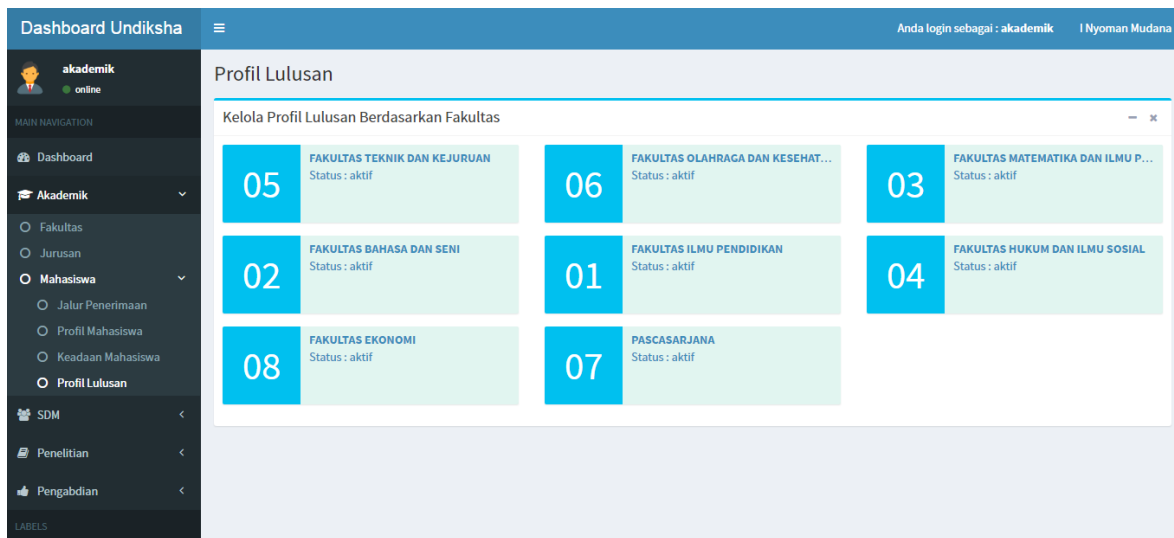 Dashboard Undiksha
Anda login sebagai : akademik I Nyoman Mudana
akademik
online
MAIN NAVIGATION
Dashboard
Akademik
Fakultas
Jurusan
Mahasiswa
Jalur Penerimaan
Profil Mahasiswa
Keadaan Mahasiswa
Profil Lulusan
SDM
Penelitian
Pengabdian
LABELS
Profil Lulusan
Kelola Profil Lulusan Berdasarkan Fakultas
05
FAKULTAS TEKNIK DAN KEJURUAN
Status : aktif
06
FAKULTAS OLAHRAGA DAN KESEHAT...
Status : aktif
03
FAKULTAS MATEMATIKA DAN ILMU P...
Status : aktif
02
FAKULTAS BAHASA DAN SENI
Status : aktif
01
FAKULTAS ILMU PENDIDIKAN
Status : aktif
04
FAKULTAS HUKUM DAN ILMU SOSIAL
Status : aktif
08
FAKULTAS EKONOMI
Status : aktif
07
PASCASARJANA
Status : aktif